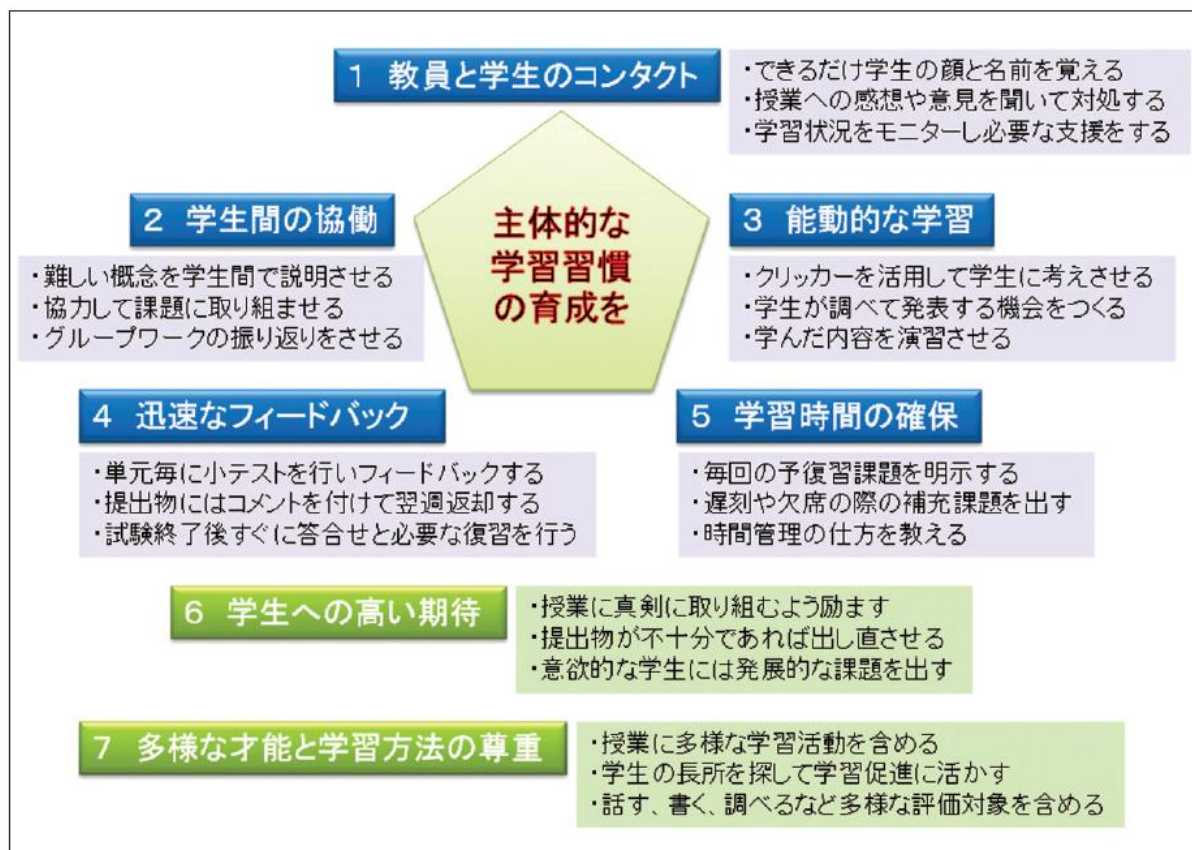 1 教員と学生のコンタクト
・できるだけ学生の顔と名前を覚える
・授業への感想や意見を聞いて対処する
・学習状況をモニターし必要な支援をする
主体的な
学習習慣
の育成を
2 学生間の協働
・難しい概念を学生間で説明させる
・協力して課題に取り組ませる
・グループワークの振り返りをさせる
3 能動的な学習
・クリッカーを活用して学生に考えさせる
・学生が調べて発表する機会をつくる
・学んだ内容を演習させる
4 迅速なフィードバック
・単元毎に小テストを行いフィードバックする
・提出物にはコメントを付けて翌週返却する
・試験終了後すぐに答合せと必要な復習を行う
5 学習時間の確保
・毎回の予復習課題を明示する
・遅刻や欠席の際の補充課題を出す
・時間管理の仕方を教える
6 学生への高い期待
・授業に真剣に取り組むよう励ます
・提出物が不十分であれば出し直させる
・意欲的な学生には発展的な課題を出す
7 多様な才能と学習方法の尊重
・授業に多様な学習活動を含める
・学生の長所を探して学習促進に活かす
・話す、書く、調べるなど多様な評価対象を含める